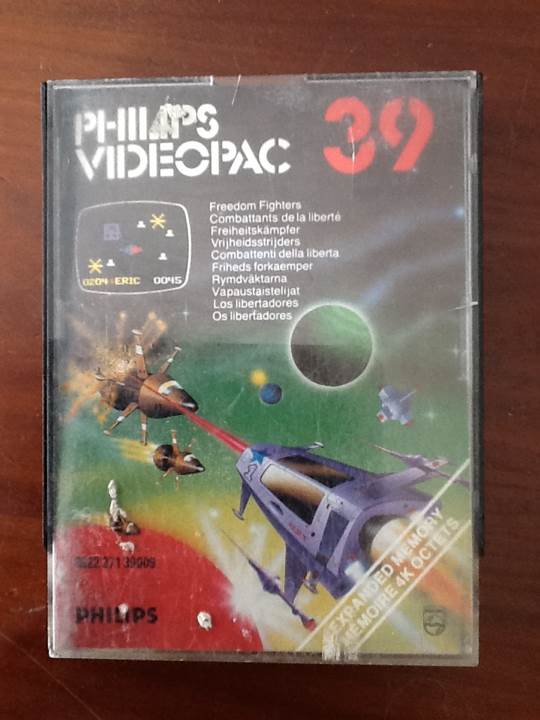 PHILIPS 39
VIDEOPAC
Freedom Fighters
Combattants de la liberté
Freiheitskämpfer
Vrijheidsstrijders
Combattenti della liberta
Friheds forkaemper
Rymdväktarna
Vapaustaistelijat
Los libertadores
Os libertadores
0204 ERIC 0045
EXPANDED MEMORY
MEMOIRE 4K OCTETS
PHILIPS